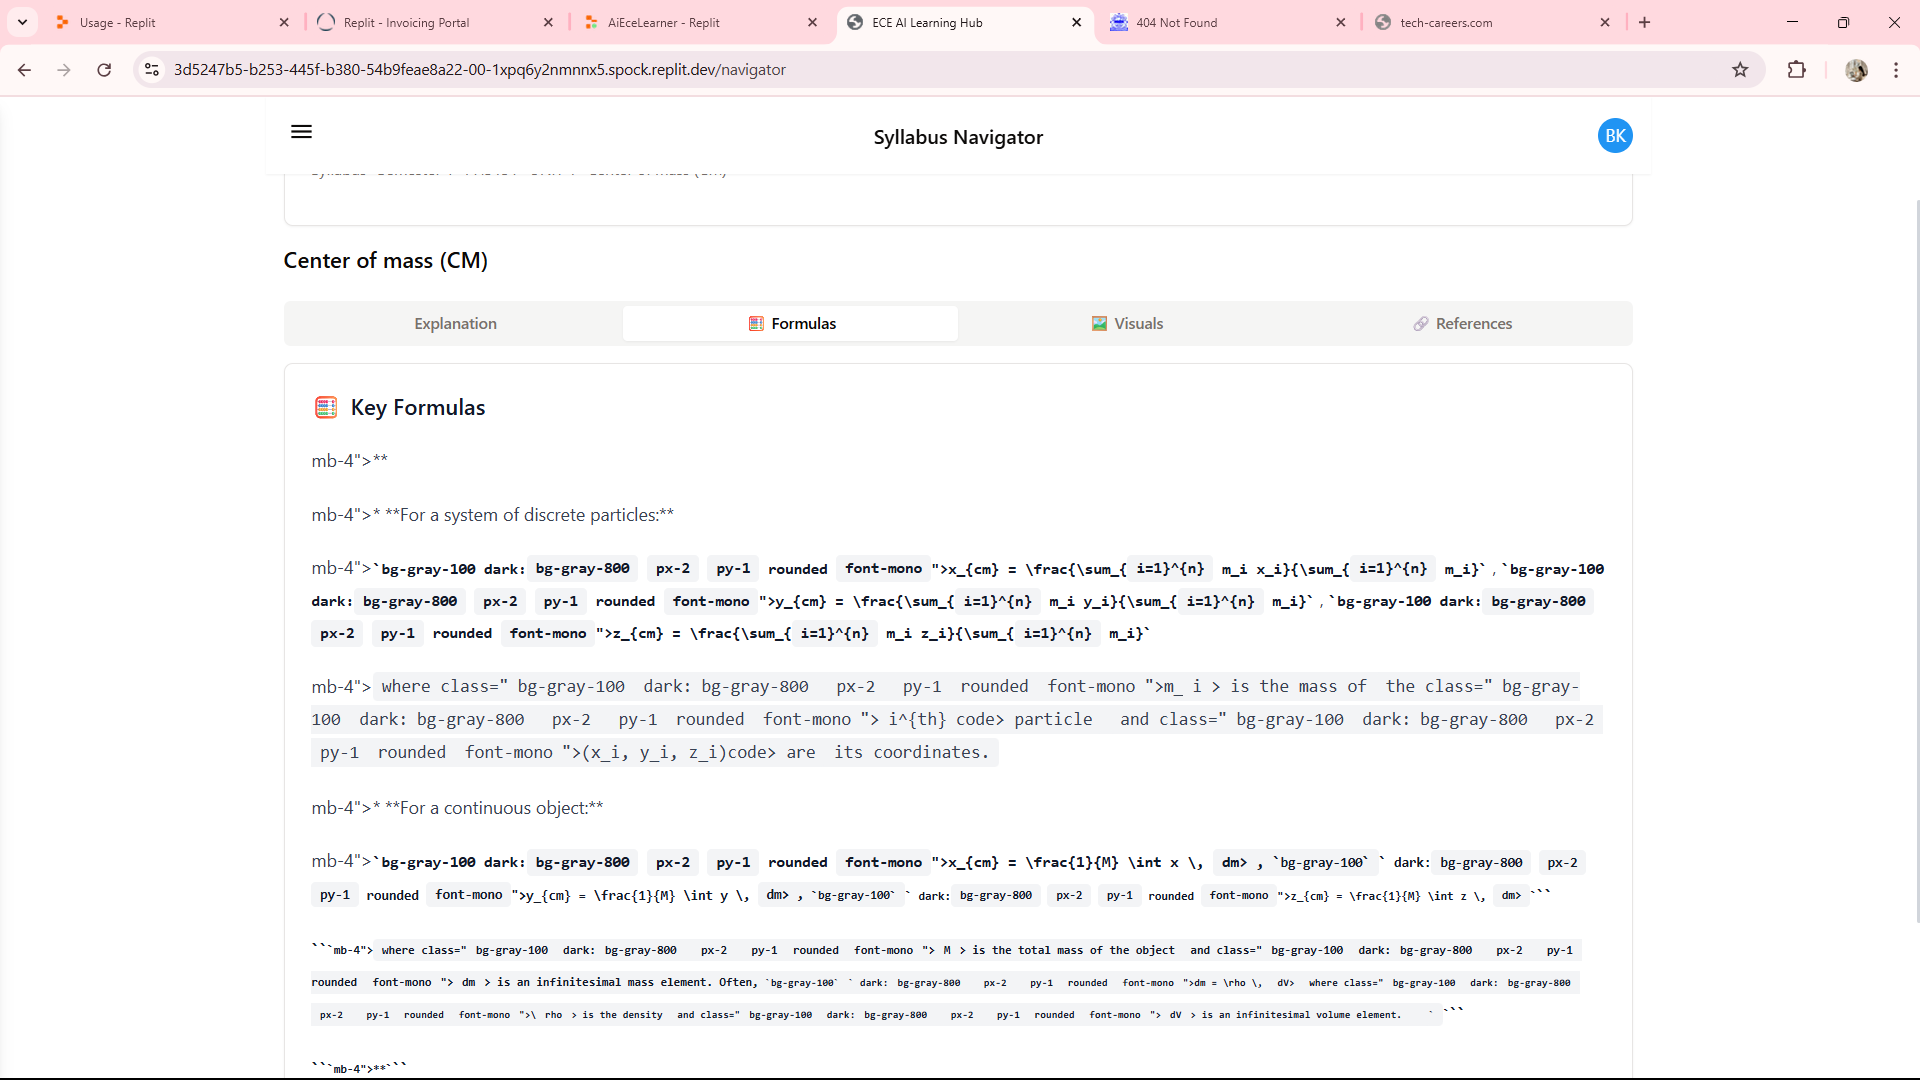 Usage - Replit
Replit - Invoicing Portal
AiEceLearner - Replit
ECE AI Learning Hub
404 Not Found
tech-careers.com
3d5247b5-b253-445f-b380-54b9feae8a22-00-1xpq6y2nmnnx5.spock.replit.dev/navigator
Syllabus Navigator
BK
Center of mass (CM)
Explanation
Formulas
Visuals
References
Key Formulas
mb-4">**
mb-4">* **For a system of discrete particles:**
mb-4">`bg-gray-100 dark: bg-gray-800 px-2 py-1 rounded font-mono ">x_{cm} = \frac{\sum_{ i=1}^{n} m_i x_i}{\sum_{ i=1}^{n} m_i}` , `bg-gray-100
dark: bg-gray-800 px-2 py-1 rounded font-mono ">y_{cm} = \frac{\sum_{ i=1}^{n} m_i y_i}{\sum_{ i=1}^{n} m_i}` , `bg-gray-100 dark: bg-gray-800
px-2 py-1 rounded font-mono ">z_{cm} = \frac{\sum_{ i=1}^{n} m_i z_i}{\sum_{ i=1}^{n} m_i}`
mb-4"> where class=" bg-gray-100 dark: bg-gray-800 px-2 py-1 rounded font-mono ">m_ i > is the mass of the class=" bg-gray-
100 dark: bg-gray-800 px-2 py-1 rounded font-mono "> i^{th} code> particle and class=" bg-gray-100 dark: bg-gray-800 px-2
py-1 rounded font-mono ">(x_i, y_i, z_i)code> are its coordinates.
mb-4">* **For a continuous object:**
mb-4">`bg-gray-100 dark: bg-gray-800 px-2 py-1 rounded font-mono ">x_{cm} = \frac{1}{M} \int x \, dm> , `bg-gray-100` ` dark: bg-gray-800 px-2
py-1 rounded font-mono ">y_{cm} = \frac{1}{M} \int y \, dm> , `bg-gray-100` ` dark: bg-gray-800 px-2 py-1 rounded font-mono ">z_{cm} = \frac{1}{M} \int z \, dm> ```
```mb-4"> where class=" bg-gray-100 dark: bg-gray-800 px-2 py-1 rounded font-mono "> M > is the total mass of the object and class=" bg-gray-100 dark: bg-gray-800 px-2 py-1
rounded font-mono "> dm > is an infinitesimal mass element. Often, `bg-gray-100` ` dark: bg-gray-800 px-2 py-1 rounded font-mono ">dm = \rho \, dV> where class=" bg-gray-100 dark: bg-gray-800
px-2 py-1 rounded font-mono ">\ rho > is the density and class=" bg-gray-100 dark: bg-gray-800 px-2 py-1 rounded font-mono "> dV > is an infinitesimal volume element. ` ```
```mb-4">**```